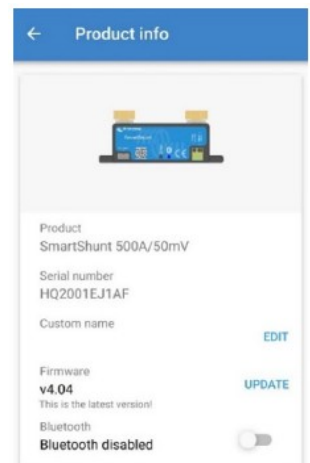 Product info
Product
SmartShunt 500A/50mV
Serial number
HQ2001EJ1AF
Custom name
EDIT
Firmware
v4.04
UPDATE
This is the latest version!
Bluetooth
Bluetooth disabled